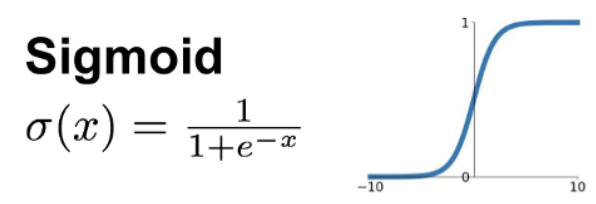 Sigmoid
σ(x) = 1/(1+e^{-x})
1
0
-10
10